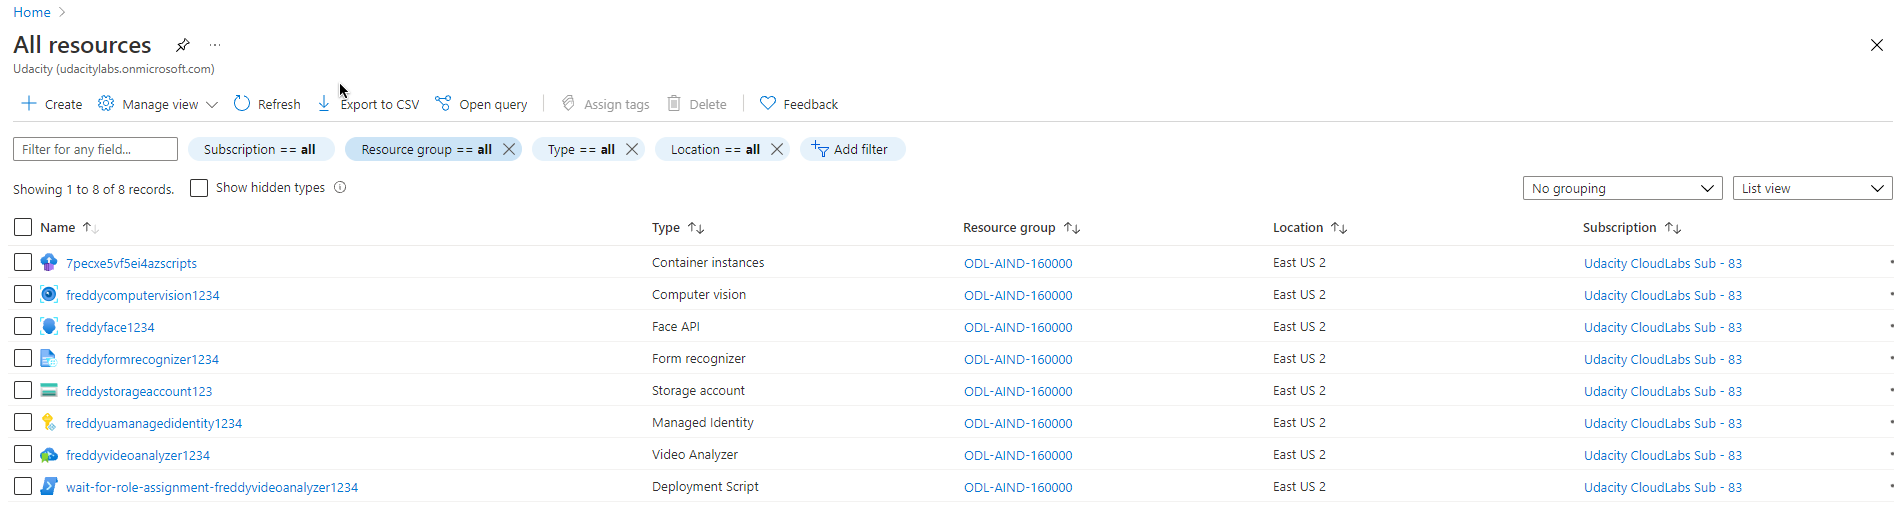 Home
All resources
Udacity (udacitylabs.onmicrosoft.com)
Create Manage view Refresh Export to CSV Open query Assign tags Delete Feedback
Filter for any field... Subscription == all Resource group == all Type == all Location == all Add filter
Showing 1 to 8 of 8 records. Show hidden types No grouping List view
Name Type Resource group Location Subscription
7pecxe5vf5ei4azscripts Container instances ODL-AIND-160000 East US 2 Udacity CloudLabs Sub - 83
freddycomputervision1234 Computer vision ODL-AIND-160000 East US 2 Udacity CloudLabs Sub - 83
freddyface1234 Face API ODL-AIND-160000 East US 2 Udacity CloudLabs Sub - 83
freddyformrecognizer1234 Form recognizer ODL-AIND-160000 East US 2 Udacity CloudLabs Sub - 83
freddystorageaccount123 Storage account ODL-AIND-160000 East US 2 Udacity CloudLabs Sub - 83
freddyuamanagedidentity1234 Managed Identity ODL-AIND-160000 East US 2 Udacity CloudLabs Sub - 83
freddyvideoanalyzer1234 Video Analyzer ODL-AIND-160000 East US 2 Udacity CloudLabs Sub - 83
wait-for-role-assignment-freddyvideoanalyzer1234 Deployment Script ODL-AIND-160000 East US 2 Udacity CloudLabs Sub - 83